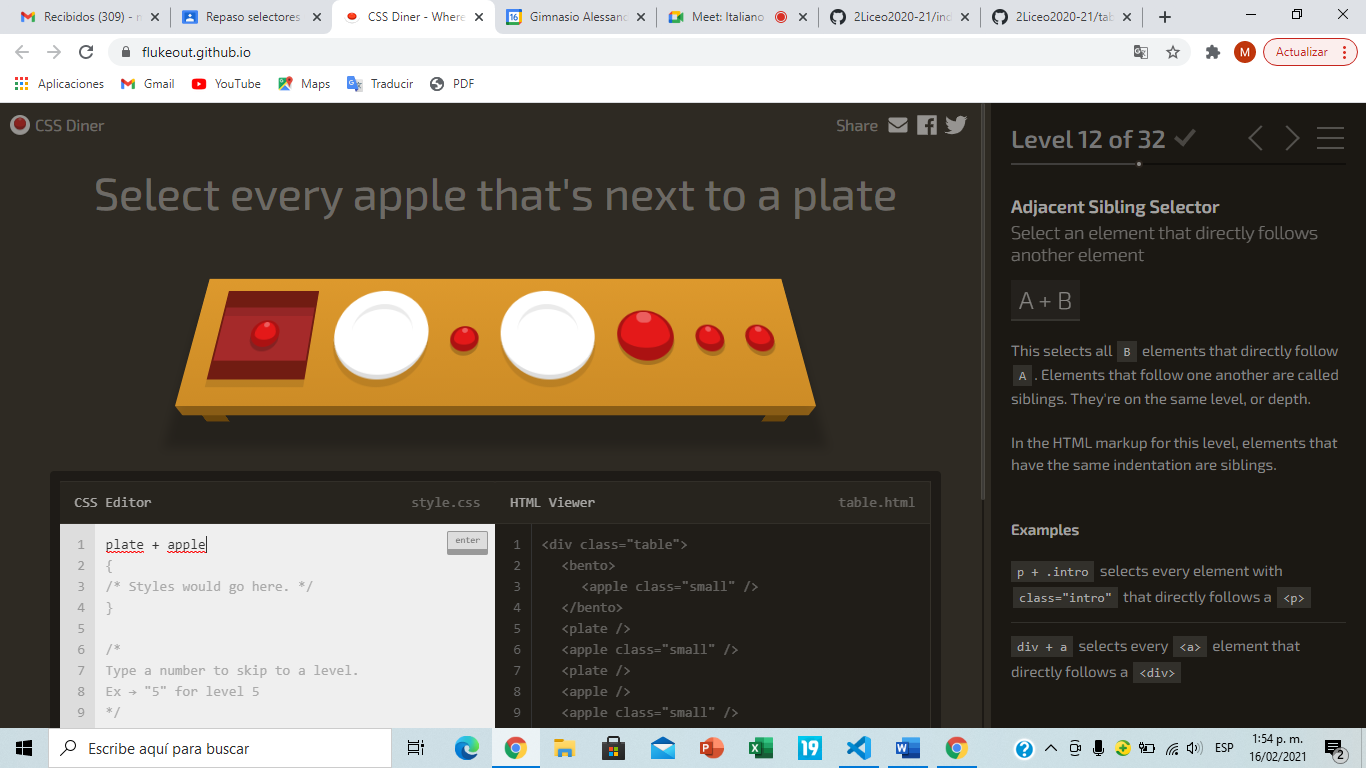 Recibidos (309) - n
Repaso selectores
CSS Diner - Where
Gimnasio Alessand
Meet: Italiano
2Liceo2020-21/ind
2Liceo2020-21/tab
flukeout.github.io
M
Actualizar
Aplicaciones
Gmail
YouTube
Maps
Traducir
PDF
CSS Diner
Share
Select every apple that's next to a plate
CSS Editor
style.css
1 plate + apple
enter
2 {
3 /* Styles would go here. */
4 }
5
6 /*
7 Type a number to skip to a level.
8 Ex → "5" for level 5
9 */
HTML Viewer
table.html
1 <div class="table">
2 <bento>
3 <apple class="small" />
4 </bento>
5 <plate />
6 <apple class="small" />
7 <plate />
8 <apple />
9 <apple class="small" />
Level 12 of 32
Adjacent Sibling Selector
Select an element that directly follows
another element
A + B
This selects all B elements that directly follow
A . Elements that follow one another are called
siblings. They're on the same level, or depth.
In the HTML markup for this level, elements that
have the same indentation are siblings.
Examples
p + .intro selects every element with
class="intro" that directly follows a <p>
div + a selects every <a> element that
directly follows a <div>
Escribe aquí para buscar
19
ESP
1:54 p. m.
16/02/2021
2